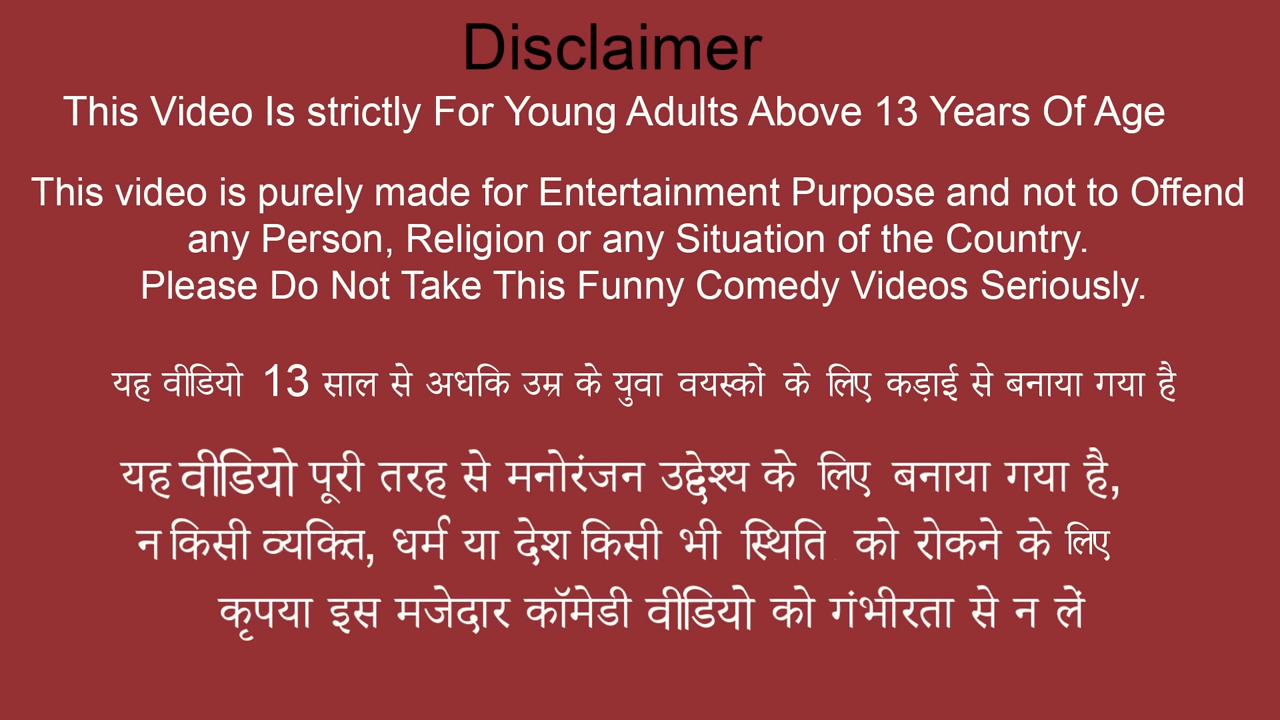 Disclaimer
This Video Is strictly For Young Adults Above 13 Years Of Age
This video is purely made for Entertainment Purpose and not to Offend
any Person, Religion or any Situation of the Country.
Please Do Not Take This Funny Comedy Videos Seriously.
यह वीडियो 13 साल से अधकि उम्र के युवा वयस्कों के लिए कड़ाई से बनाया गया है
यह वीडियो पूरी तरह से मनोरंजन उद्देश्य के लिए बनाया गया है,
न किसी व्यक्ति, धर्म या देश किसी भी स्थिति को रोकने के लिए
कृपया इस मजेदार कॉमेडी वीडियो को गंभीरता से न लें